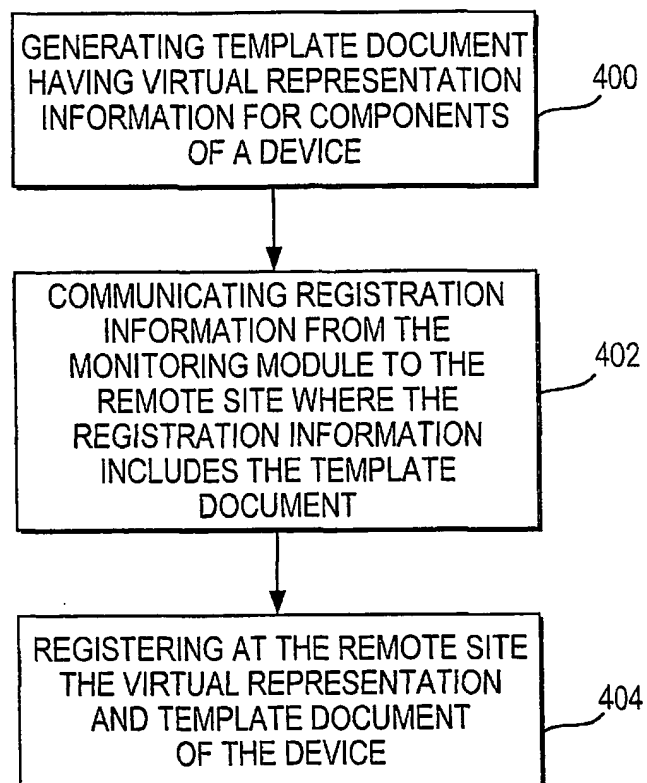 GENERATING TEMPLATE DOCUMENT
HAVING VIRTUAL REPRESENTATION
INFORMATION FOR COMPONENTS
OF A DEVICE
400
COMMUNICATING REGISTRATION
INFORMATION FROM THE
MONITORING MODULE TO THE
REMOTE SITE WHERE THE
REGISTRATION INFORMATION
INCLUDES THE TEMPLATE
DOCUMENT
402
REGISTERING AT THE REMOTE SITE
THE VIRTUAL REPRESENTATION
AND TEMPLATE DOCUMENT
OF THE DEVICE
404